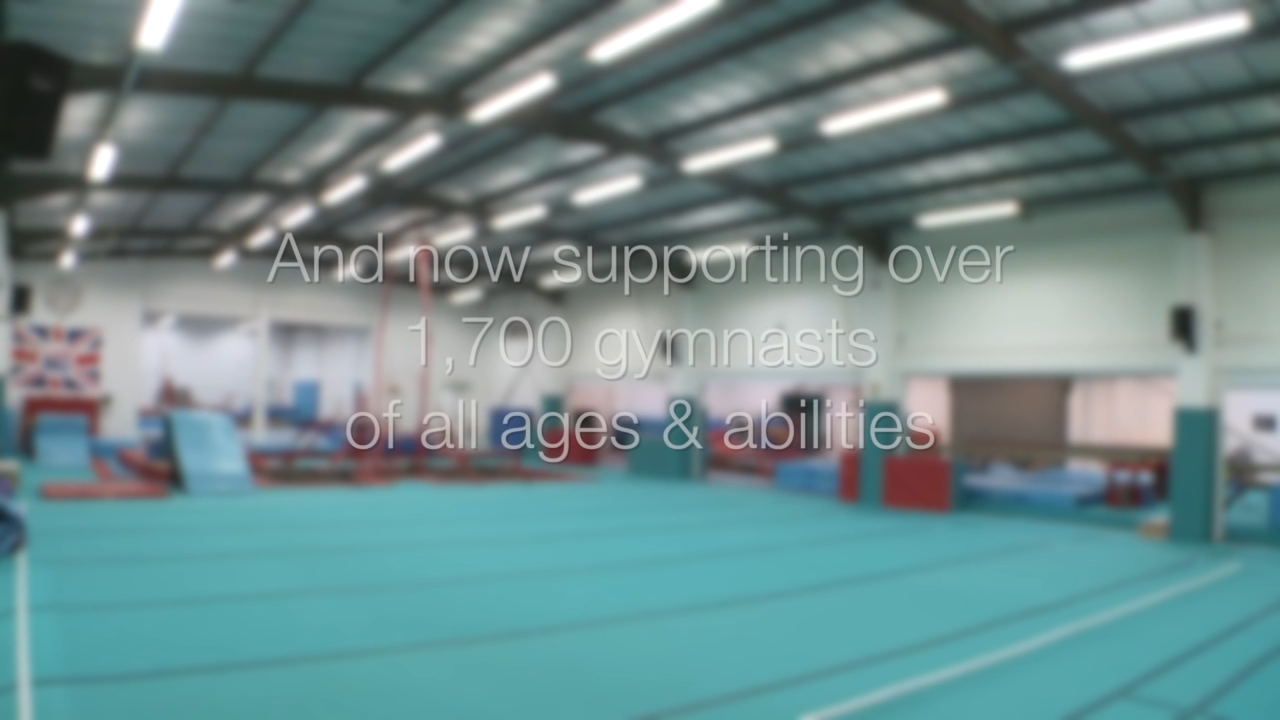 And now supporting over
1,700 gymnasts
of all ages & abilities